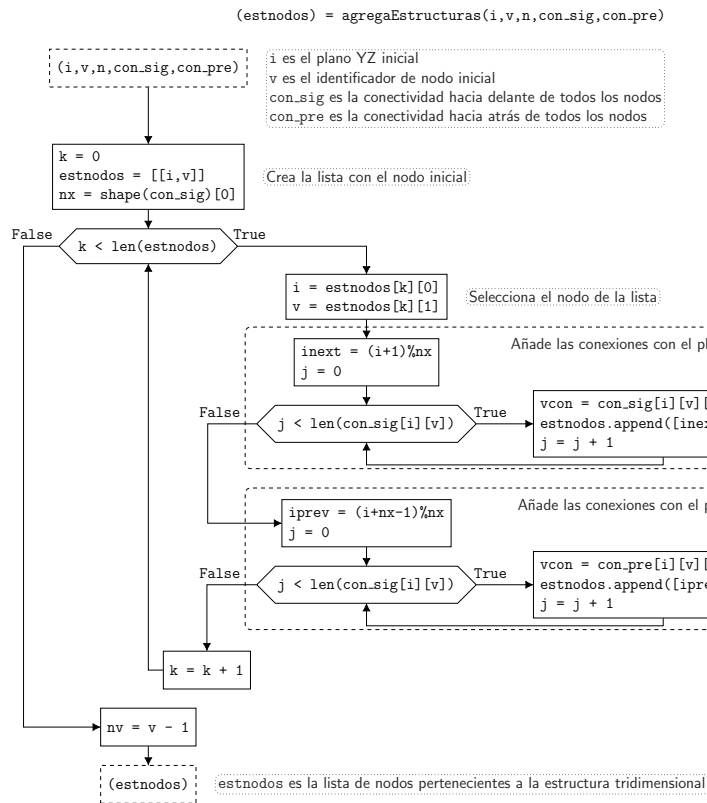 (estnodos) = agregaEstructuras(i,v,n,con_sig,con_pre)
(i,v,n,con_sig,con_pre)
i es el plano YZ inicial
v es el identificador de nodo inicial
con_sig es la conectividad hacia delante de todos los nodos
con_pre es la conectividad hacia atrás de todos los nodos
k = 0
estnodos = [[i,v]]
nx = shape(con_sig)[0]
Crea la lista con el nodo inicial
False
k < len(estnodos)
True
i = estnodos[k][0]
v = estnodos[k][1]
Selecciona el nodo de la lista
Añade las conexiones con el
inext = (i+1)%nx
j = 0
False
j < len(con_sig[i][v])
True
vcon = con_sig[i][v][
estnodos.append([inex
j = j + 1
Añade las conexiones con el
iprev = (i+nx-1)%nx
j = 0
False
j < len(con_sig[i][v])
True
vcon = con_pre[i][v][
estnodos.append([ipre
j = j + 1
k = k + 1
nv = v - 1
(estnodos)
estnodos es la lista de nodos pertenecientes a la estructura tridimensional